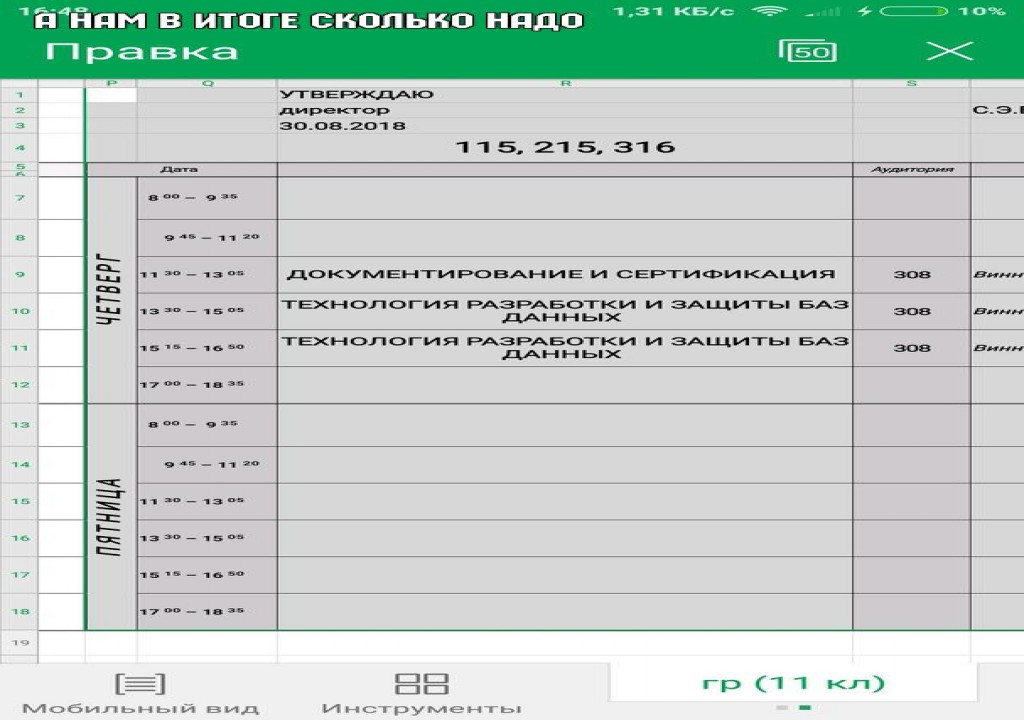 16:48 1,31 КБ/с 10%
А НАМ В ИТОГЕ СКОЛЬКО НАДО
Правка 50
P Q R S
1 УТВЕРЖДАЮ
2 директор С.Э.
3 30.08.2018
4 115, 215, 316
5 Дата Аудитория
6
ЧЕТВЕРГ
7 8 00 – 9 35
8 9 45 – 11 20
9 11 30 – 13 05 ДОКУМЕНТИРОВАНИЕ И СЕРТИФИКАЦИЯ 308 Винн
10 13 30 – 15 05 ТЕХНОЛОГИЯ РАЗРАБОТКИ И ЗАЩИТЫ БАЗ
ДАННЫХ 308 Винн
11 15 15 – 16 50 ТЕХНОЛОГИЯ РАЗРАБОТКИ И ЗАЩИТЫ БАЗ
ДАННЫХ 308 Винн
12 17 00 – 18 35
ПЯТНИЦА
13 8 00 – 9 35
14 9 45 – 11 20
15 11 30 – 13 05
16 13 30 – 15 05
17 15 15 – 16 50
18 17 00 – 18 35
19
гр (11 кл)
Мобильный вид Инструменты